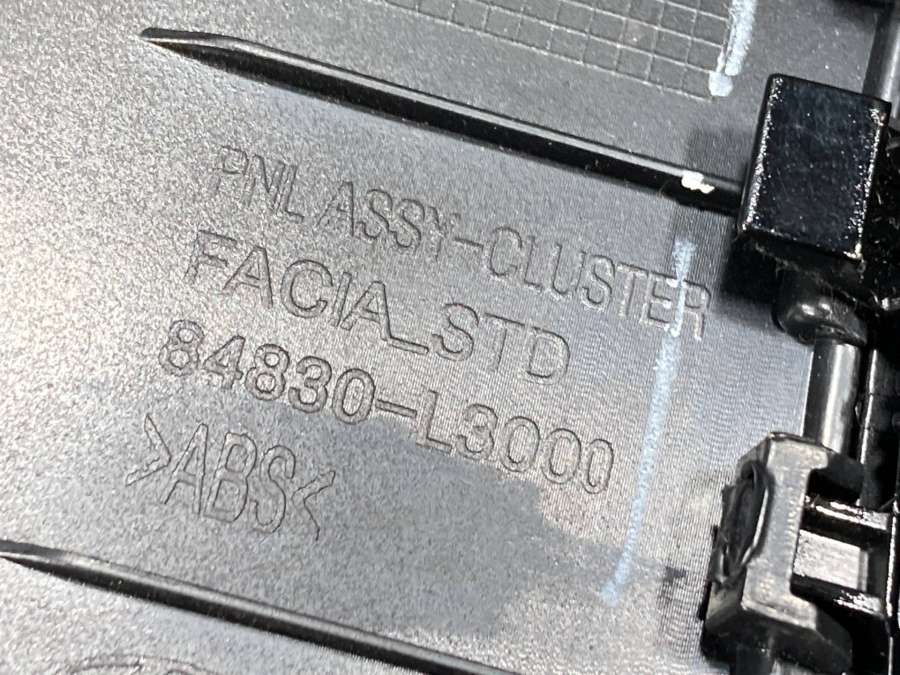 PNL ASSY-CLUSTER
FACIA_STD
84830-L3000
>ABS<